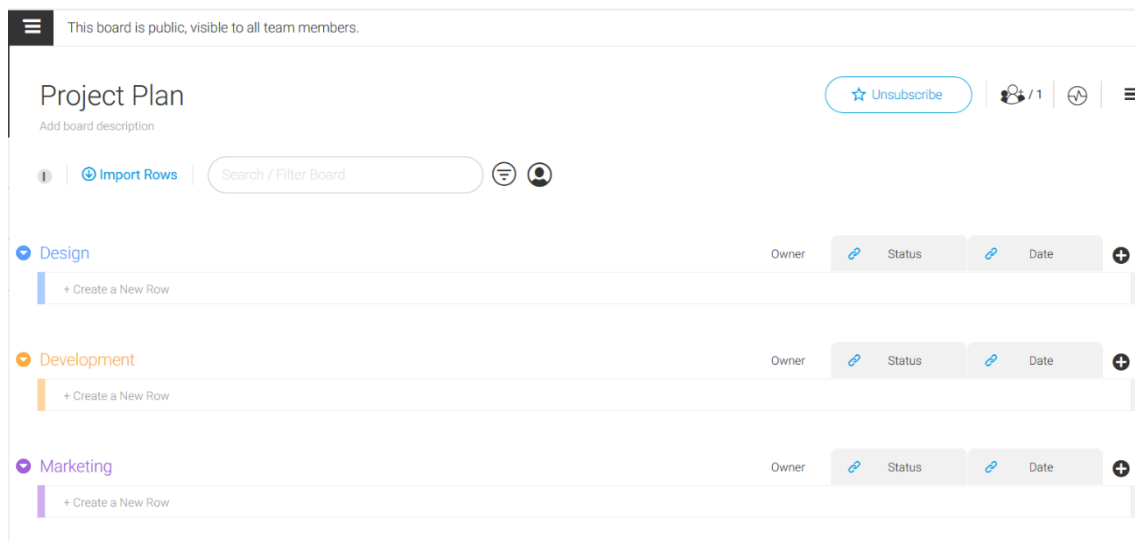 This board is public, visible to all team members.
Project Plan
Unsubscribe
/ 1
Add board description
Import Rows
Search / Filter Board
Design Owner Status Date
+ Create a New Row
Development Owner Status Date
+ Create a New Row
Marketing Owner Status Date
+ Create a New Row